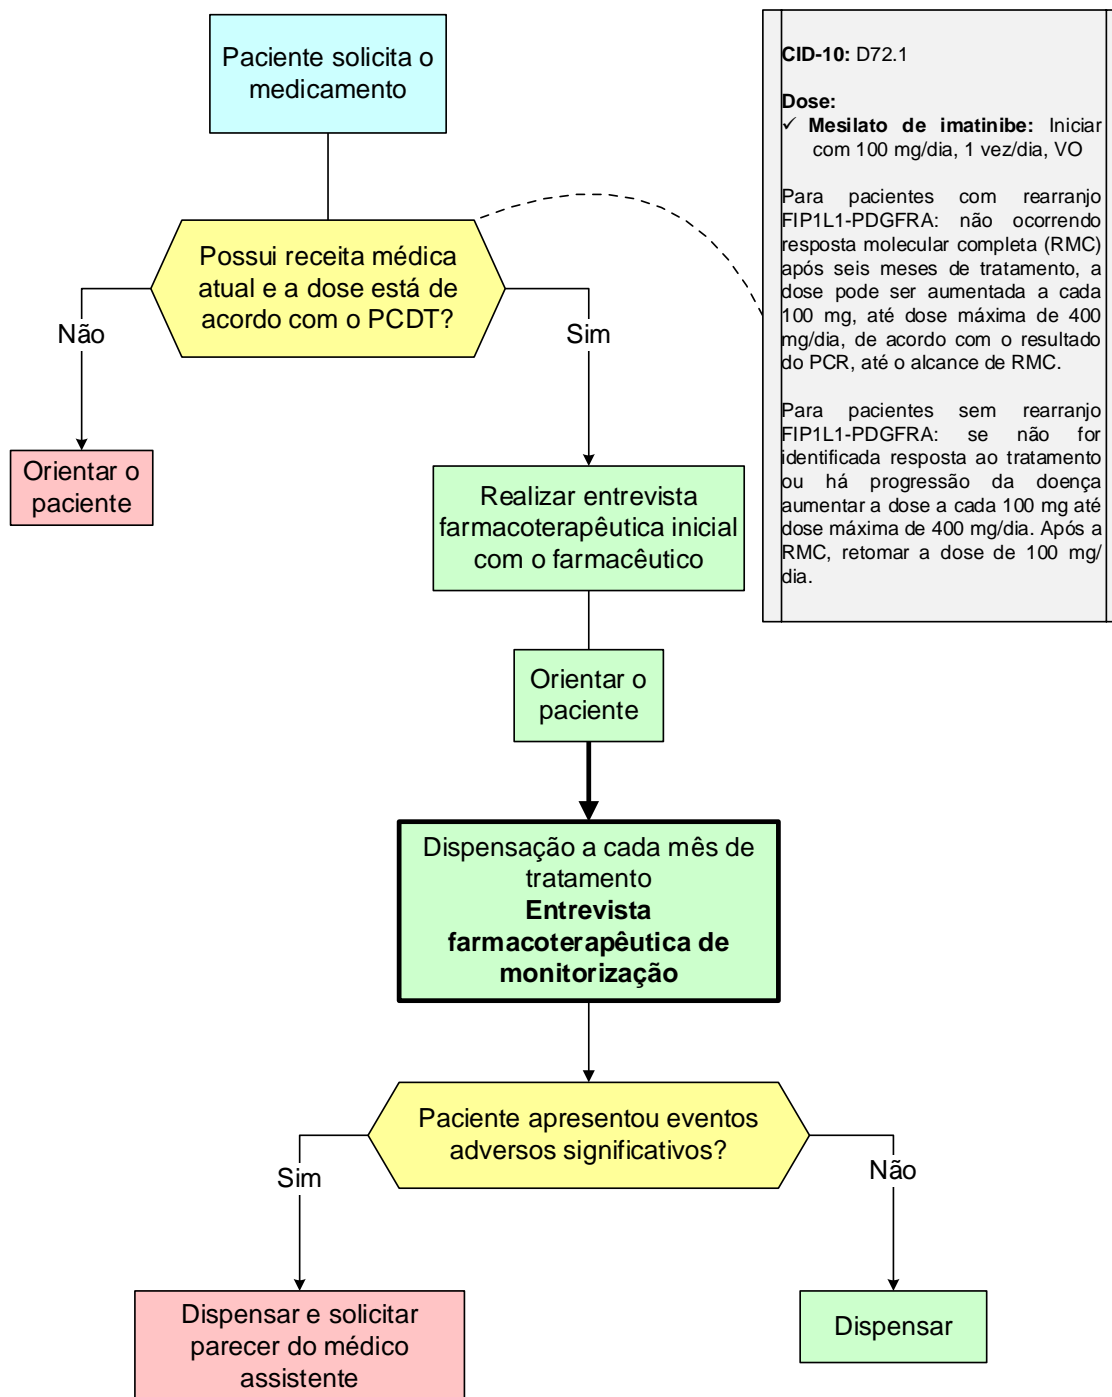 Paciente solicita o
medicamento
Possui receita médica
atual e a dose está de
acordo com o PCDT?
Não
Sim
Orientar o
paciente
Realizar entrevista
farmacoterapêutica inicial
com o farmacêutico
Orientar o
paciente
Dispensação a cada mês de
tratamento
Entrevista
farmacoterapêutica de
monitorização
Paciente apresentou eventos
adversos significativos?
Sim
Não
Dispensar e solicitar
parecer do médico
assistente
Dispensar
CID-10: D72.1
Dose:
✓ Mesilato de imatinibe: Iniciar
com 100 mg/dia, 1 vez/dia, VO
Para pacientes com rearranjo
FIP1L1-PDGFRA: não ocorrendo
resposta molecular completa (RMC)
após seis meses de tratamento, a
dose pode ser aumentada a cada
100 mg, até dose máxima de 400
mg/dia, de acordo com o resultado
do PCR, até o alcance de RMC.
Para pacientes sem rearranjo
FIP1L1-PDGFRA: se não for
identificada resposta ao tratamento
ou há progressão da doença
aumentar a dose a cada 100 mg até
dose máxima de 400 mg/dia. Após a
RMC, retomar a dose de 100 mg/
dia.